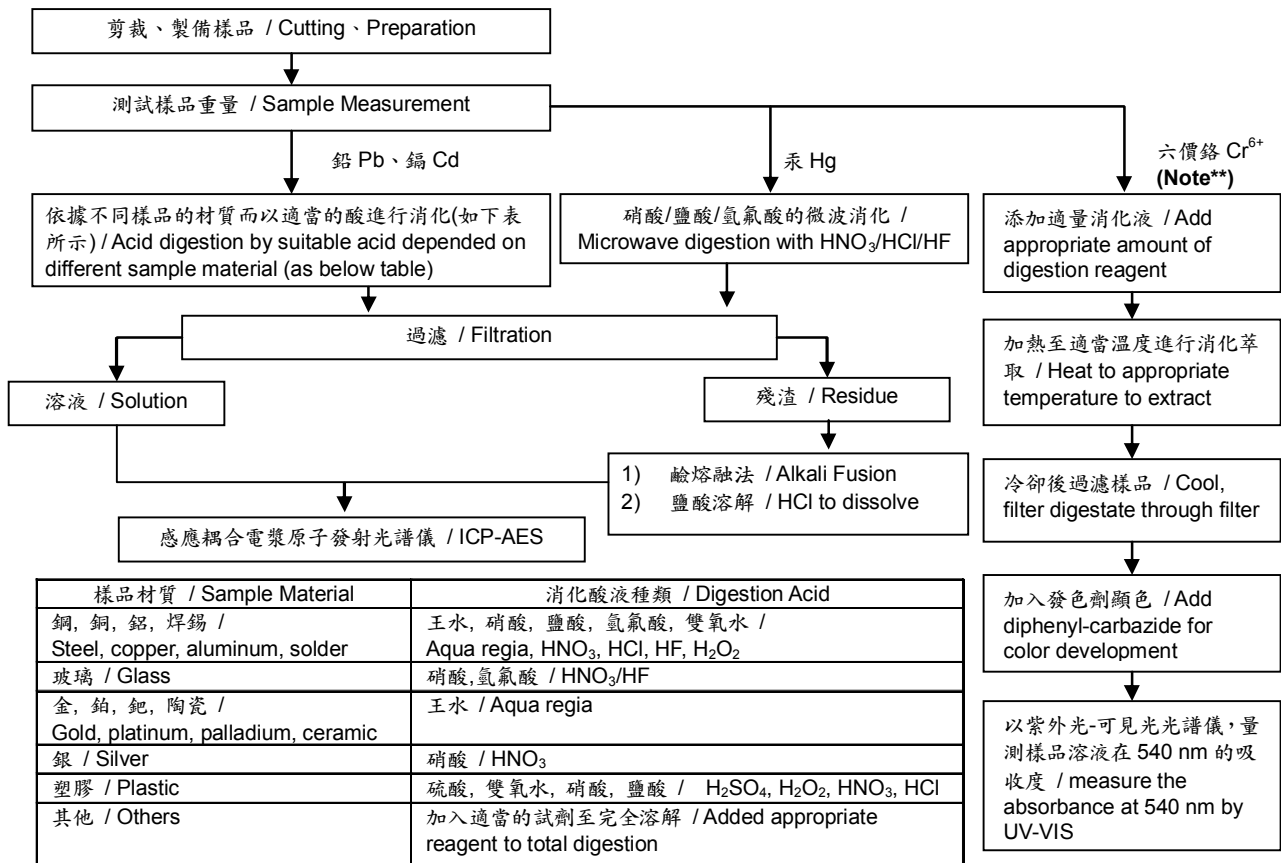 剪裁、製備樣品 / Cutting、Preparation
測試樣品重量 / Sample Measurement
鉛 Pb、鎘 Cd
汞 Hg
六價鉻 Cr⁶⁺
(Note**)
依據不同樣品的材質而以適當的酸進行消化(如下表
所示) / Acid digestion by suitable acid depended on
different sample material (as below table)
硝酸/鹽酸/氫氟酸的微波消化 /
Microwave digestion with HNO₃/HCl/HF
添加適量消化液 / Add
appropriate amount of
digestion reagent
過濾 / Filtration
加熱至適當溫度進行消化萃
取 / Heat to appropriate
temperature to extract
溶液 / Solution
殘渣 / Residue
1) 鹼熔融法 / Alkali Fusion
2) 鹽酸溶解 / HCl to dissolve
冷卻後過濾樣品 / Cool,
filter digestate through filter
感應耦合電漿原子發射光譜儀 / ICP-AES
加入發色劑顯色 / Add
diphenyl-carbazide for
color development
以紫外光-可見光光譜儀，量
測樣品溶液在 540 nm 的吸
收度 / measure the
absorbance at 540 nm by
UV-VIS
樣品材質 / Sample Material
消化酸液種類 / Digestion Acid
鋼, 銅, 鋁, 焊錫 /
Steel, copper, aluminum, solder
王水, 硝酸, 鹽酸, 氫氟酸, 雙氧水 /
Aqua regia, HNO₃, HCl, HF, H₂O₂
玻璃 / Glass
硝酸,氫氟酸 / HNO₃/HF
金, 鉑, 鈀, 陶瓷 /
Gold, platinum, palladium, ceramic
王水 / Aqua regia
銀 / Silver
硝酸 / HNO₃
塑膠 / Plastic
硫酸, 雙氧水, 硝酸, 鹽酸 / H₂SO₄, H₂O₂, HNO₃, HCl
其他 / Others
加入適當的試劑至完全溶解 / Added appropriate
reagent to total digestion